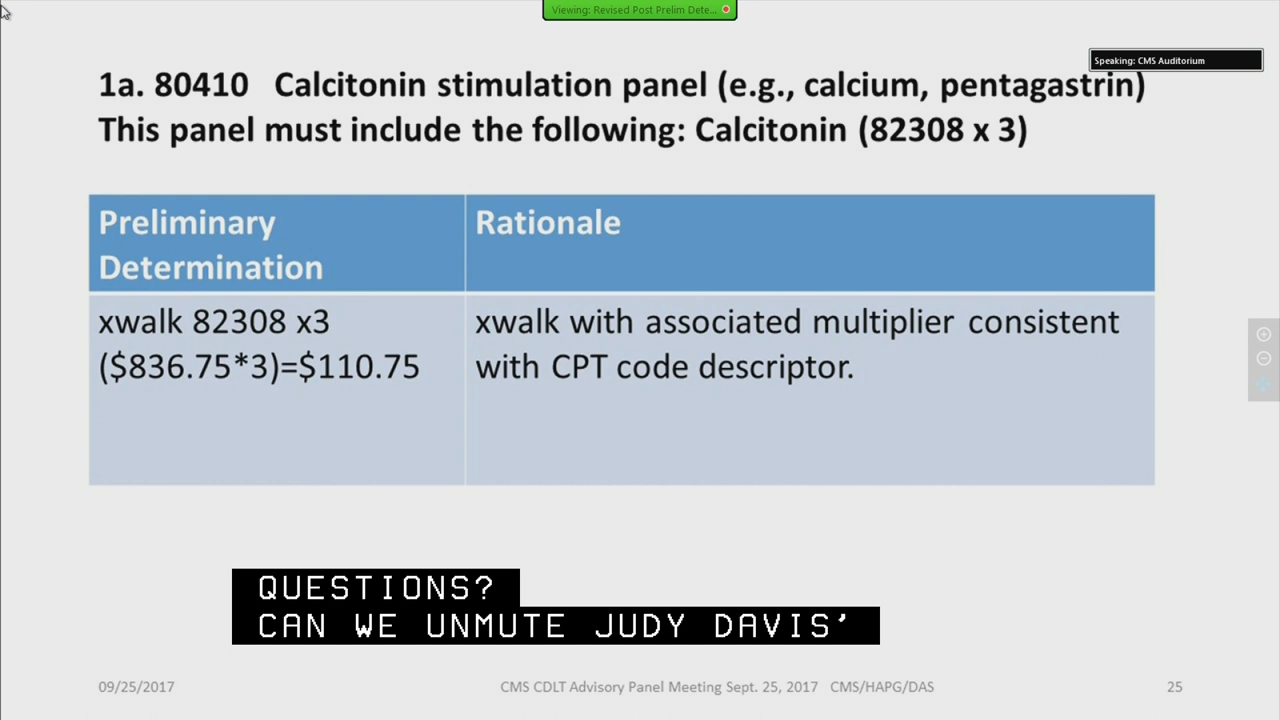 Viewing: Revised Post Prelim Dete...
Speaking: CMS Auditorium
1a. 80410 Calcitonin stimulation panel (e.g., calcium, pentagastrin)
This panel must include the following: Calcitonin (82308 x 3)
Preliminary
Determination
Rationale
xwalk 82308 x3
($836.75*3)=$110.75
xwalk with associated multiplier consistent
with CPT code descriptor.
QUESTIONS?
CAN WE UNMUTE JUDY DAVIS’
09/25/2017
CMS CDLT Advisory Panel Meeting Sept. 25, 2017 CMS/HAPG/DAS
25